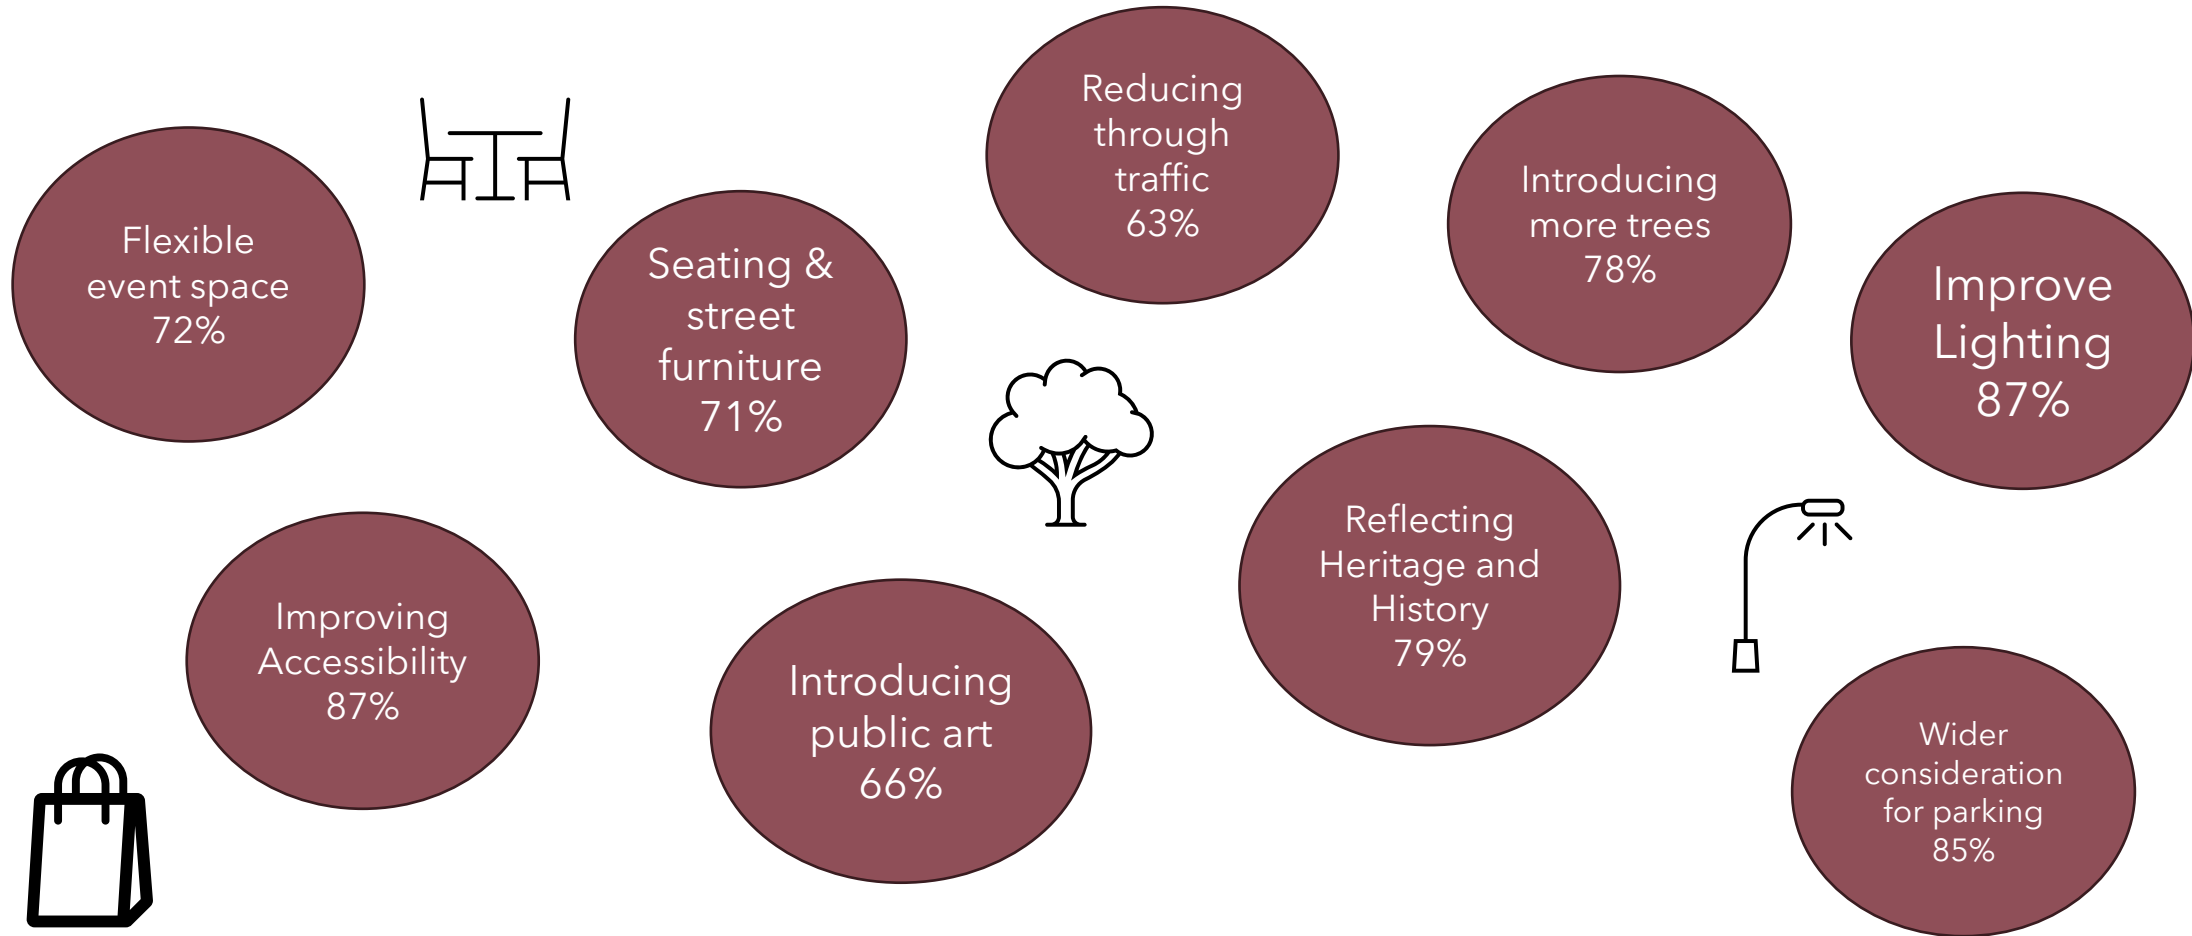 Flexible
event space
72%
Seating &
street
furniture
71%
Reducing
through
traffic
63%
Introducing
more trees
78%
Improve
Lighting
87%
Improving
Accessibility
87%
Introducing
public art
66%
Reflecting
Heritage and
History
79%
Wider
consideration
for parking
85%